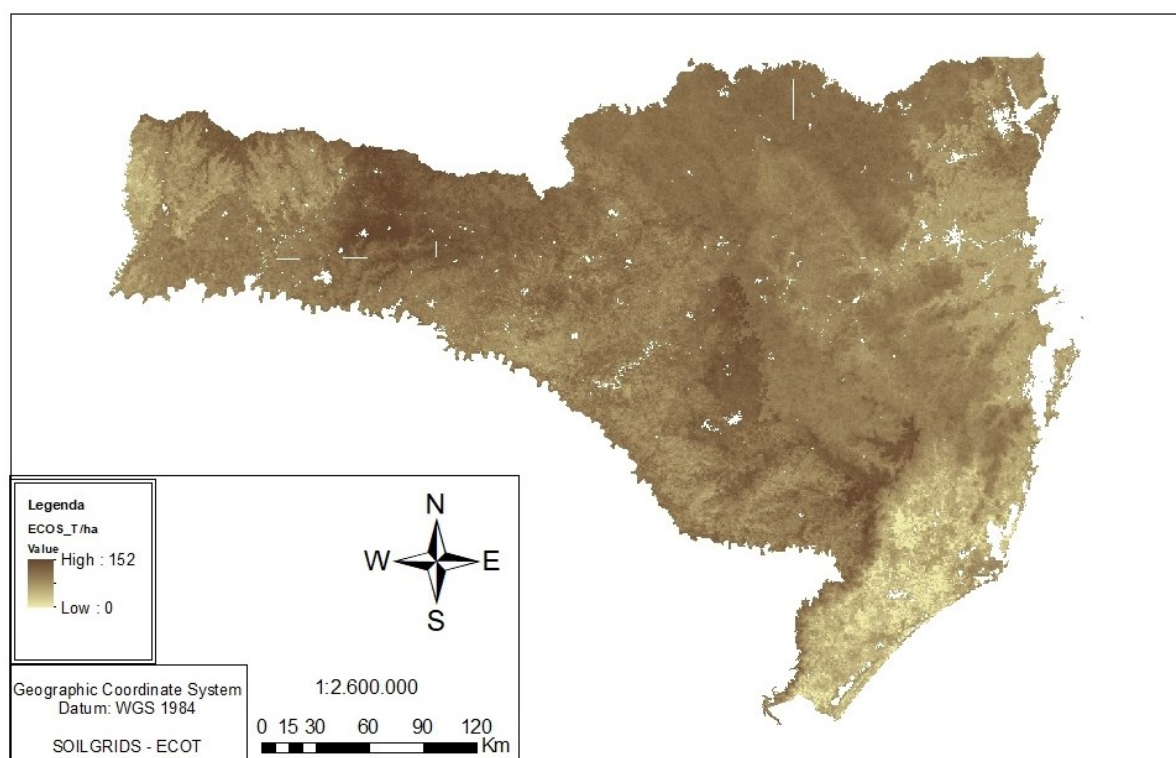 Legenda
ECOS_T/ha
Value
High : 152
Low : 0
N
W
E
S
Geographic Coordinate System
Datum: WGS 1984
SOILGRIDS - ECOT
1:2.600.000
0 15 30 60 90 120
Km